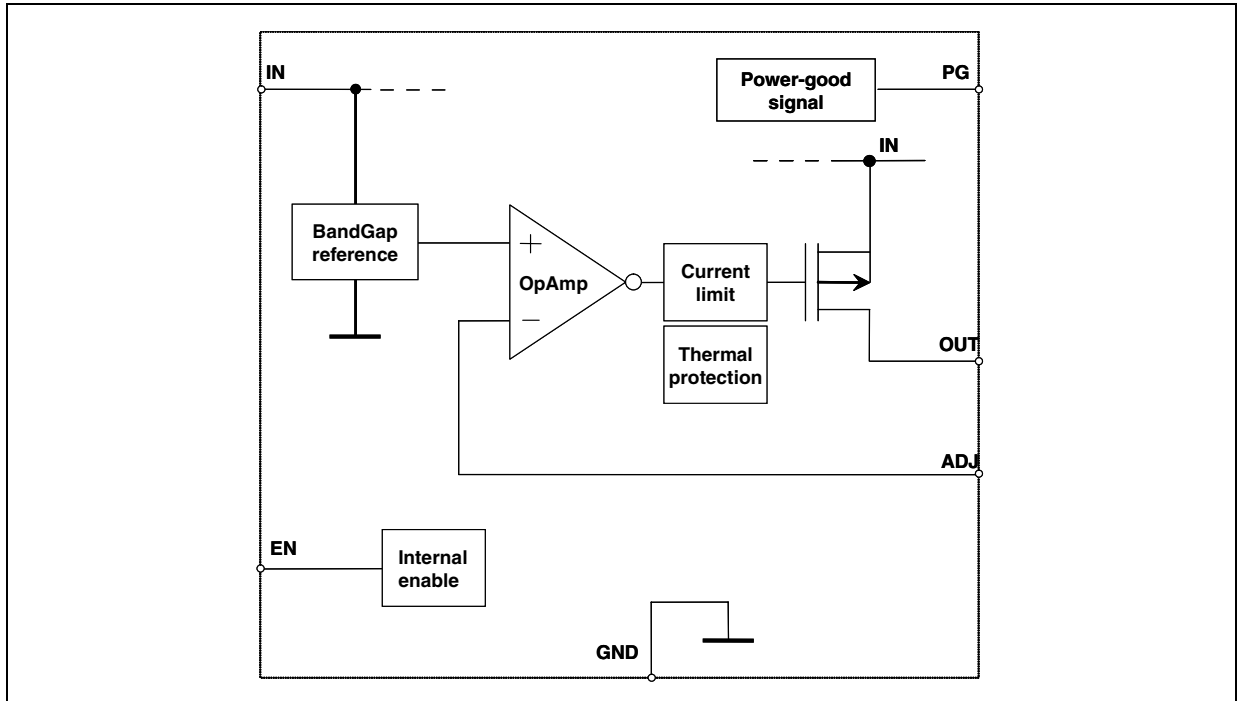 IN
PG
Power-good
signal
IN
BandGap
reference
+
OpAmp
−
Current
limit
Thermal
protection
OUT
ADJ
EN
Internal
enable
GND